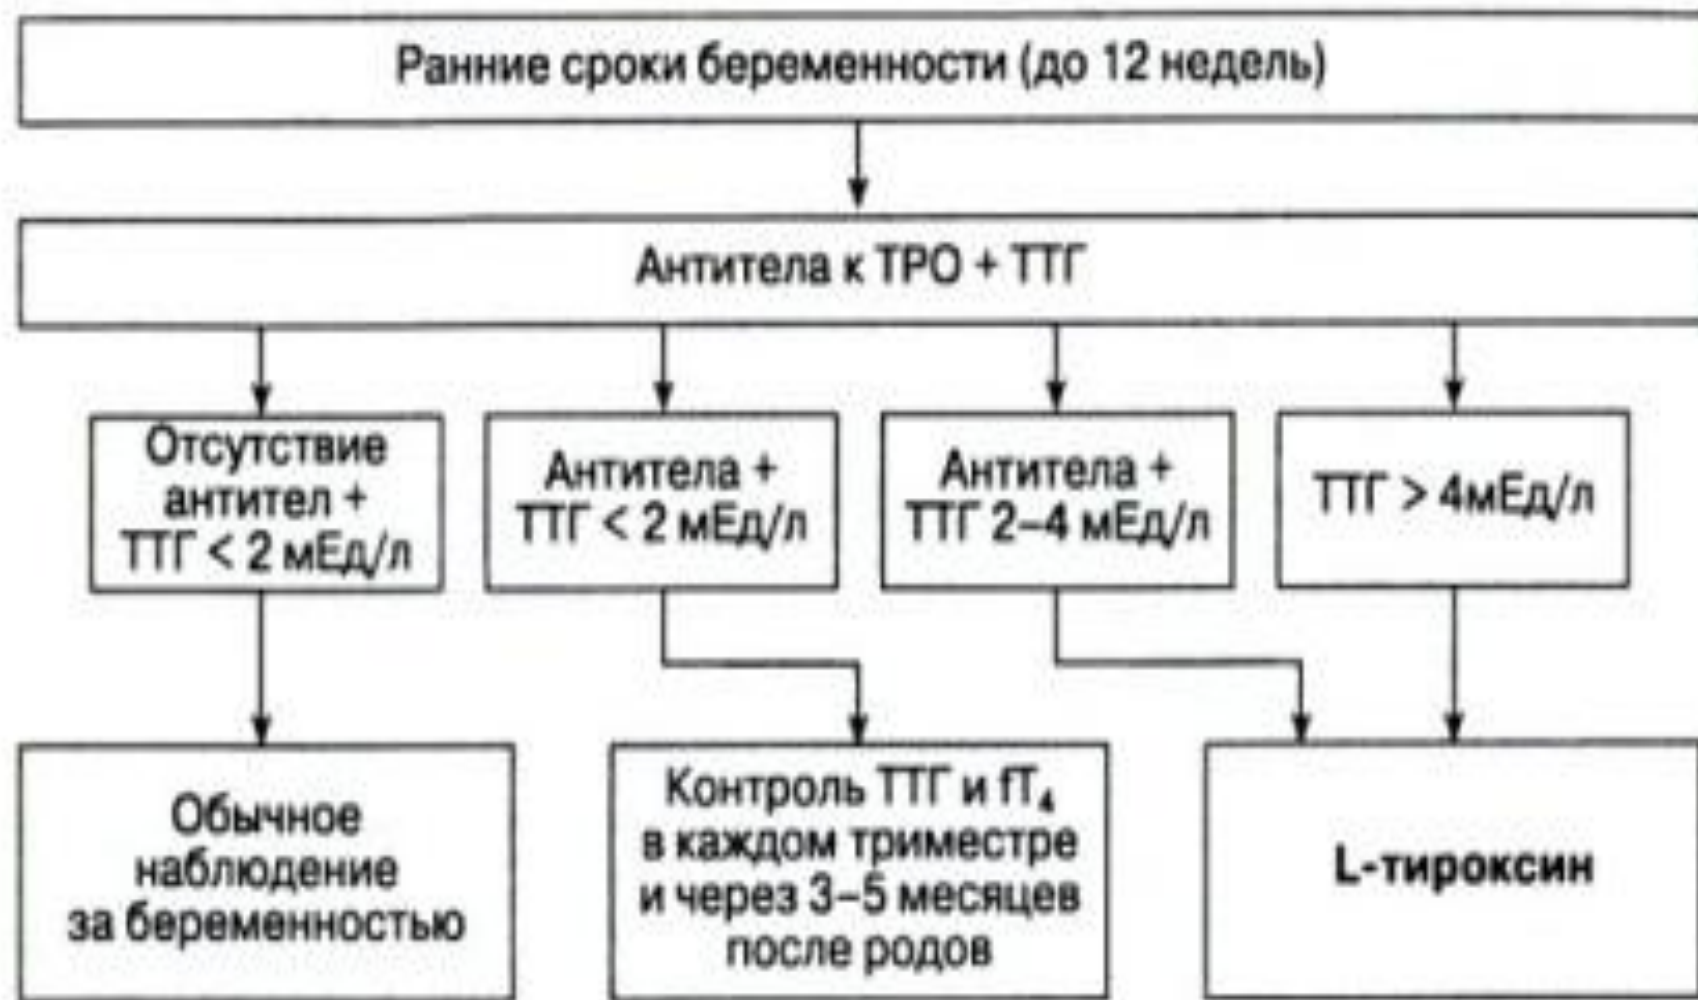 Ранние сроки беременности (до 12 недель)
Антитела к ТРО + ТТГ
Отсутствие
антител +
ТТГ < 2 мЕд/л
Антитела +
ТТГ < 2 мЕд/л
Антитела +
ТТГ 2–4 мЕд/л
ТТГ > 4мЕд/л
Обычное
наблюдение
за беременностью
Контроль ТТГ и fT₄
в каждом триместре
и через 3–5 месяцев
после родов
L-тироксин